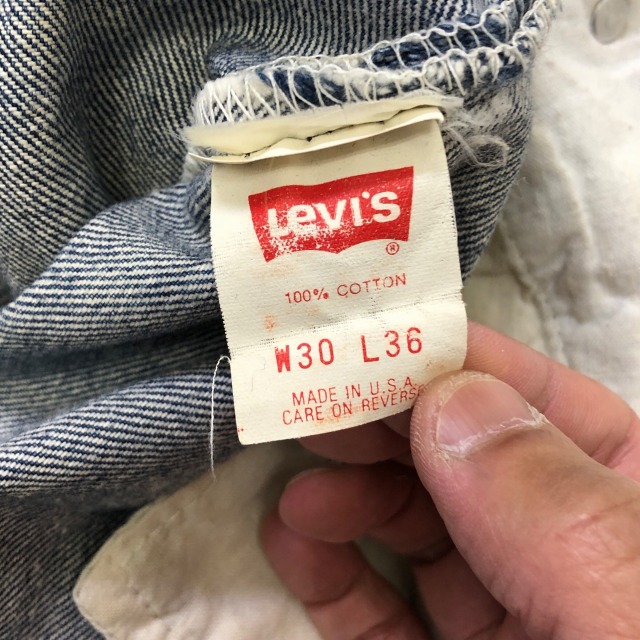 Levi's
®
100% COTTON
W30 L36
MADE IN U.S.A.
CARE ON REVERSE